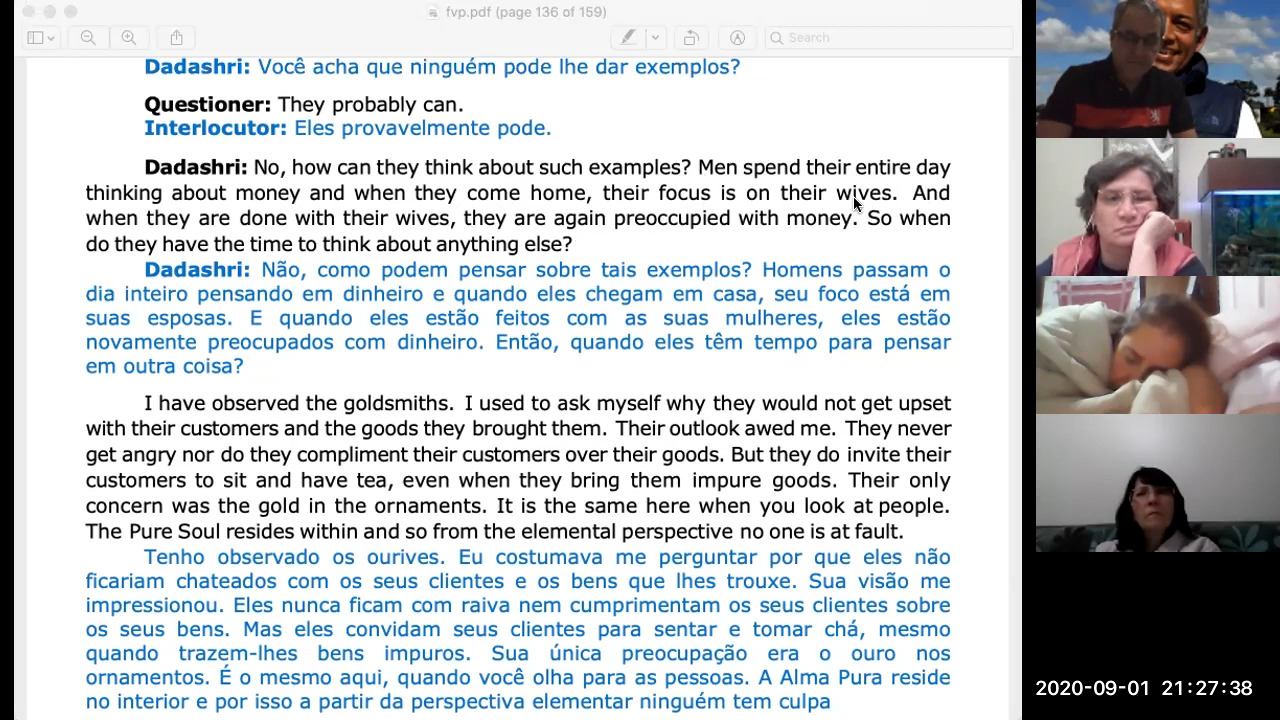 fvp.pdf (page 136 of 159)
Search
Dadashri: Você acha que ninguém pode lhe dar exemplos?
Questioner: They probably can.
Interlocutor: Eles provavelmente pode.
Dadashri: No, how can they think about such examples? Men spend their entire day
thinking about money and when they come home, their focus is on their wives. And
when they are done with their wives, they are again preoccupied with money. So when
do they have the time to think about anything else?
Dadashri: Não, como podem pensar sobre tais exemplos? Homens passam o
dia inteiro pensando em dinheiro e quando eles chegam em casa, seu foco está em
suas esposas. E quando eles estão feitos com as suas mulheres, eles estão
novamente preocupados com dinheiro. Então, quando eles têm tempo para pensar
em outra coisa?
I have observed the goldsmiths. I used to ask myself why they would not get upset
with their customers and the goods they brought them. Their outlook awed me. They never
get angry nor do they compliment their customers over their goods. But they do invite their
customers to sit and have tea, even when they bring them impure goods. Their only
concern was the gold in the ornaments. It is the same here when you look at people.
The Pure Soul resides within and so from the elemental perspective no one is at fault.
Tenho observado os ourives. Eu costumava me perguntar por que eles não
ficariam chateados com os seus clientes e os bens que lhes trouxe. Sua visão me
impressionou. Eles nunca ficam com raiva nem cumprimentam os seus clientes sobre
os seus bens. Mas eles convidam seus clientes para sentar e tomar chá, mesmo
quando trazem-lhes bens impuros. Sua única preocupação era o ouro nos
ornamentos. É o mesmo aqui, quando você olha para as pessoas. A Alma Pura reside
no interior e por isso a partir da perspectiva elementar ninguém tem culpa
2020-09-01 21:27:38